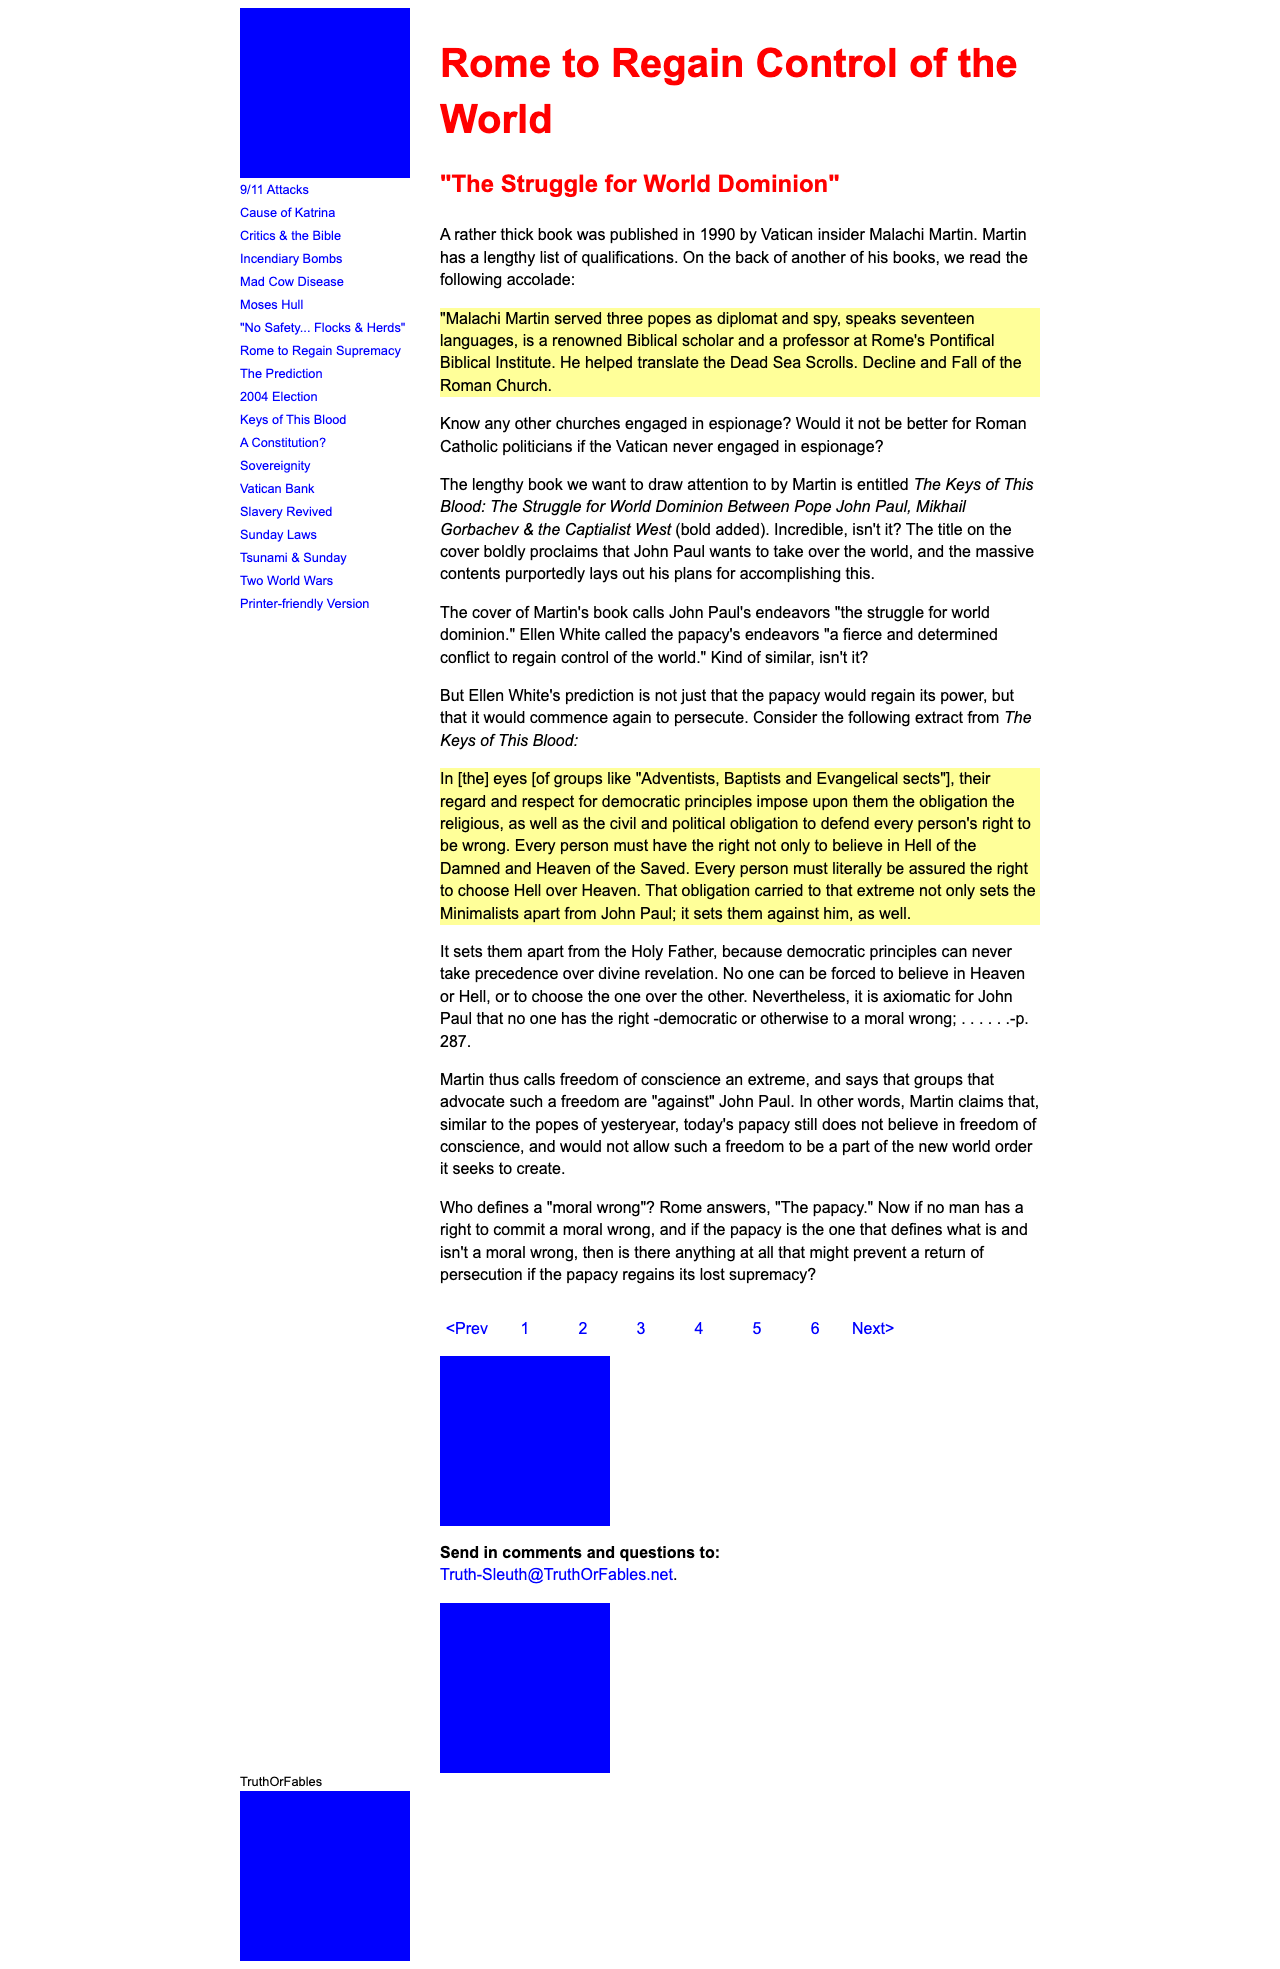 9/11 Attacks
Cause of Katrina
Critics & the Bible
Incendiary Bombs
Mad Cow Disease
Moses Hull
"No Safety... Flocks & Herds"
Rome to Regain Supremacy
The Prediction
2004 Election
Keys of This Blood
A Constitution?
Sovereignity
Vatican Bank
Slavery Revived
Sunday Laws
Tsunami & Sunday
Two World Wars
Printer-friendly Version
Rome to Regain Control of the
World
"The Struggle for World Dominion"
A rather thick book was published in 1990 by Vatican insider Malachi Martin. Martin
has a lengthy list of qualifications. On the back of another of his books, we read the
following accolade:
"Malachi Martin served three popes as diplomat and spy, speaks seventeen
languages, is a renowned Biblical scholar and a professor at Rome's Pontifical
Biblical Institute. He helped translate the Dead Sea Scrolls. Decline and Fall of the
Roman Church.
Know any other churches engaged in espionage? Would it not be better for Roman
Catholic politicians if the Vatican never engaged in espionage?
The lengthy book we want to draw attention to by Martin is entitled The Keys of This
Blood: The Struggle for World Dominion Between Pope John Paul, Mikhail
Gorbachev & the Captialist West (bold added). Incredible, isn't it? The title on the
cover boldly proclaims that John Paul wants to take over the world, and the massive
contents purportedly lays out his plans for accomplishing this.
The cover of Martin's book calls John Paul's endeavors "the struggle for world
dominion." Ellen White called the papacy's endeavors "a fierce and determined
conflict to regain control of the world." Kind of similar, isn't it?
But Ellen White's prediction is not just that the papacy would regain its power, but
that it would commence again to persecute. Consider the following extract from The
Keys of This Blood:
In [the] eyes [of groups like "Adventists, Baptists and Evangelical sects"], their
regard and respect for democratic principles impose upon them the obligation the
religious, as well as the civil and political obligation to defend every person's right to
be wrong. Every person must have the right not only to believe in Hell of the
Damned and Heaven of the Saved. Every person must literally be assured the right
to choose Hell over Heaven. That obligation carried to that extreme not only sets the
Minimalists apart from John Paul; it sets them against him, as well.
It sets them apart from the Holy Father, because democratic principles can never
take precedence over divine revelation. No one can be forced to believe in Heaven
or Hell, or to choose the one over the other. Nevertheless, it is axiomatic for John
Paul that no one has the right -democratic or otherwise to a moral wrong; . . . . . .-p.
287.
Martin thus calls freedom of conscience an extreme, and says that groups that
advocate such a freedom are "against" John Paul. In other words, Martin claims that,
similar to the popes of yesteryear, today's papacy still does not believe in freedom of
conscience, and would not allow such a freedom to be a part of the new world order
it seeks to create.
Who defines a "moral wrong"? Rome answers, "The papacy." Now if no man has a
right to commit a moral wrong, and if the papacy is the one that defines what is and
isn't a moral wrong, then is there anything at all that might prevent a return of
persecution if the papacy regains its lost supremacy?
<Prev 1 2 3 4 5 6 Next>
Send in comments and questions to:
Truth-Sleuth@TruthOrFables.net.
TruthOrFables